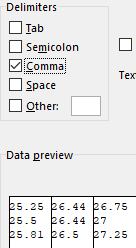 Delimiters
Tab
Semicolon
Comma
Space
Other:
Data preview
25.25 26.44 26.75
25.5 26.44 27
25.81 26.5 27.25